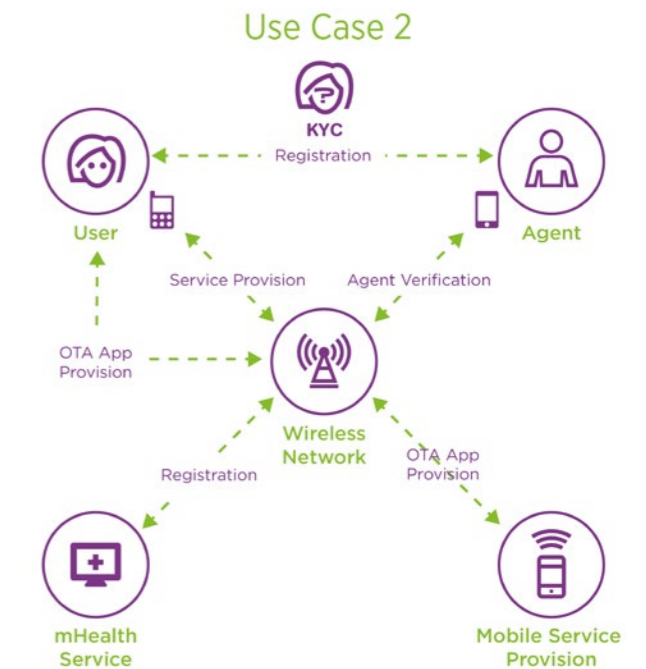 Use Case 2
KYC
Registration
User
Agent
Service Provision
Agent Verification
OTA App
Provision
Wireless
Network
OTA App
Provision
Registration
mHealth
Service
Mobile Service
Provision